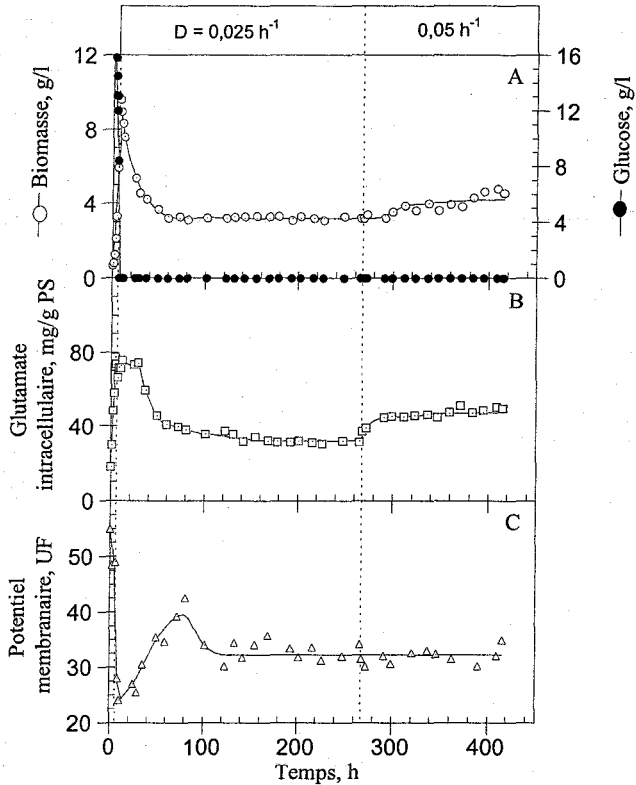 D = 0,025 h-1
0,05 h-1
A
12
8
4
0
16
12
8
4
0
Biomasse, g/l
Glucose, g/l
B
80
40
0
Glutamate
intracellulaire, mg/g PS
C
50
40
30
20
Potentiel
membranaire, UF
0
100
200
300
400
Temps, h